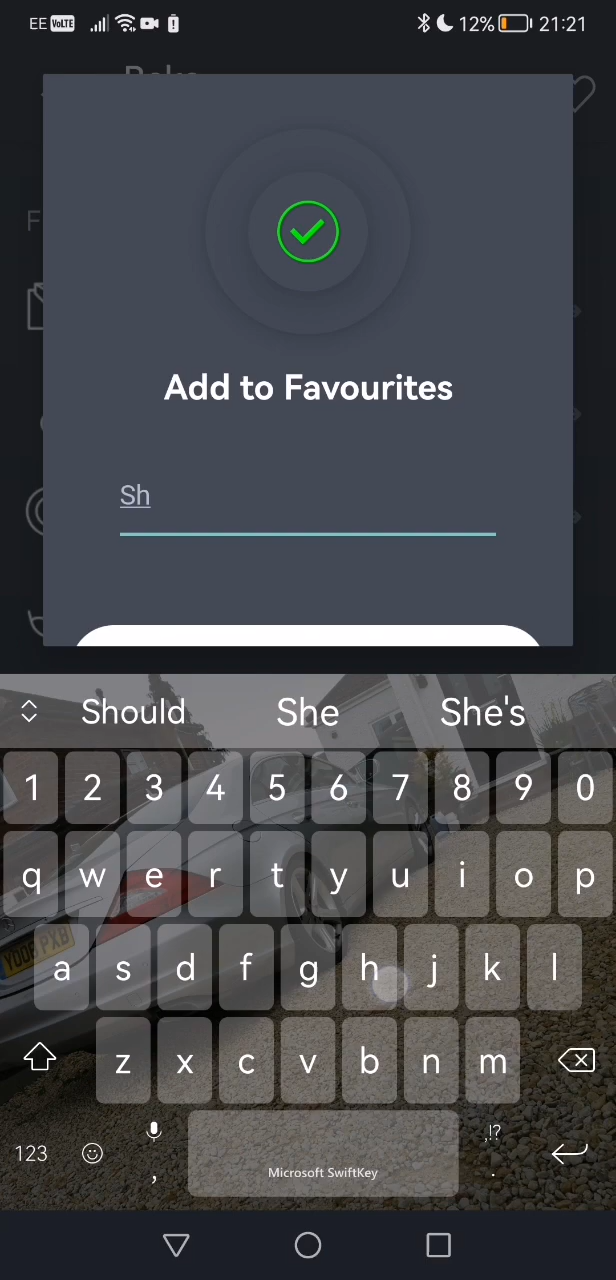 EE VoLTE 12% 21:21
Add to Favourites
Sh
Should She She's
1 2 3 4 5 6 7 8 9 0
q w e r t y u i o p
a s d f g h j k l
z x c v b n m
123 , Microsoft SwiftKey ,!? .